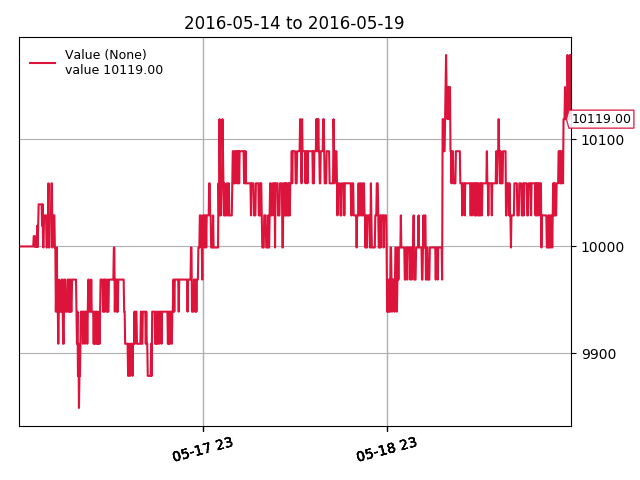 2016-05-14 to 2016-05-19
Value (None)
value 10119.00
10119.00
10100
10000
9900
05-17 23
05-18 23